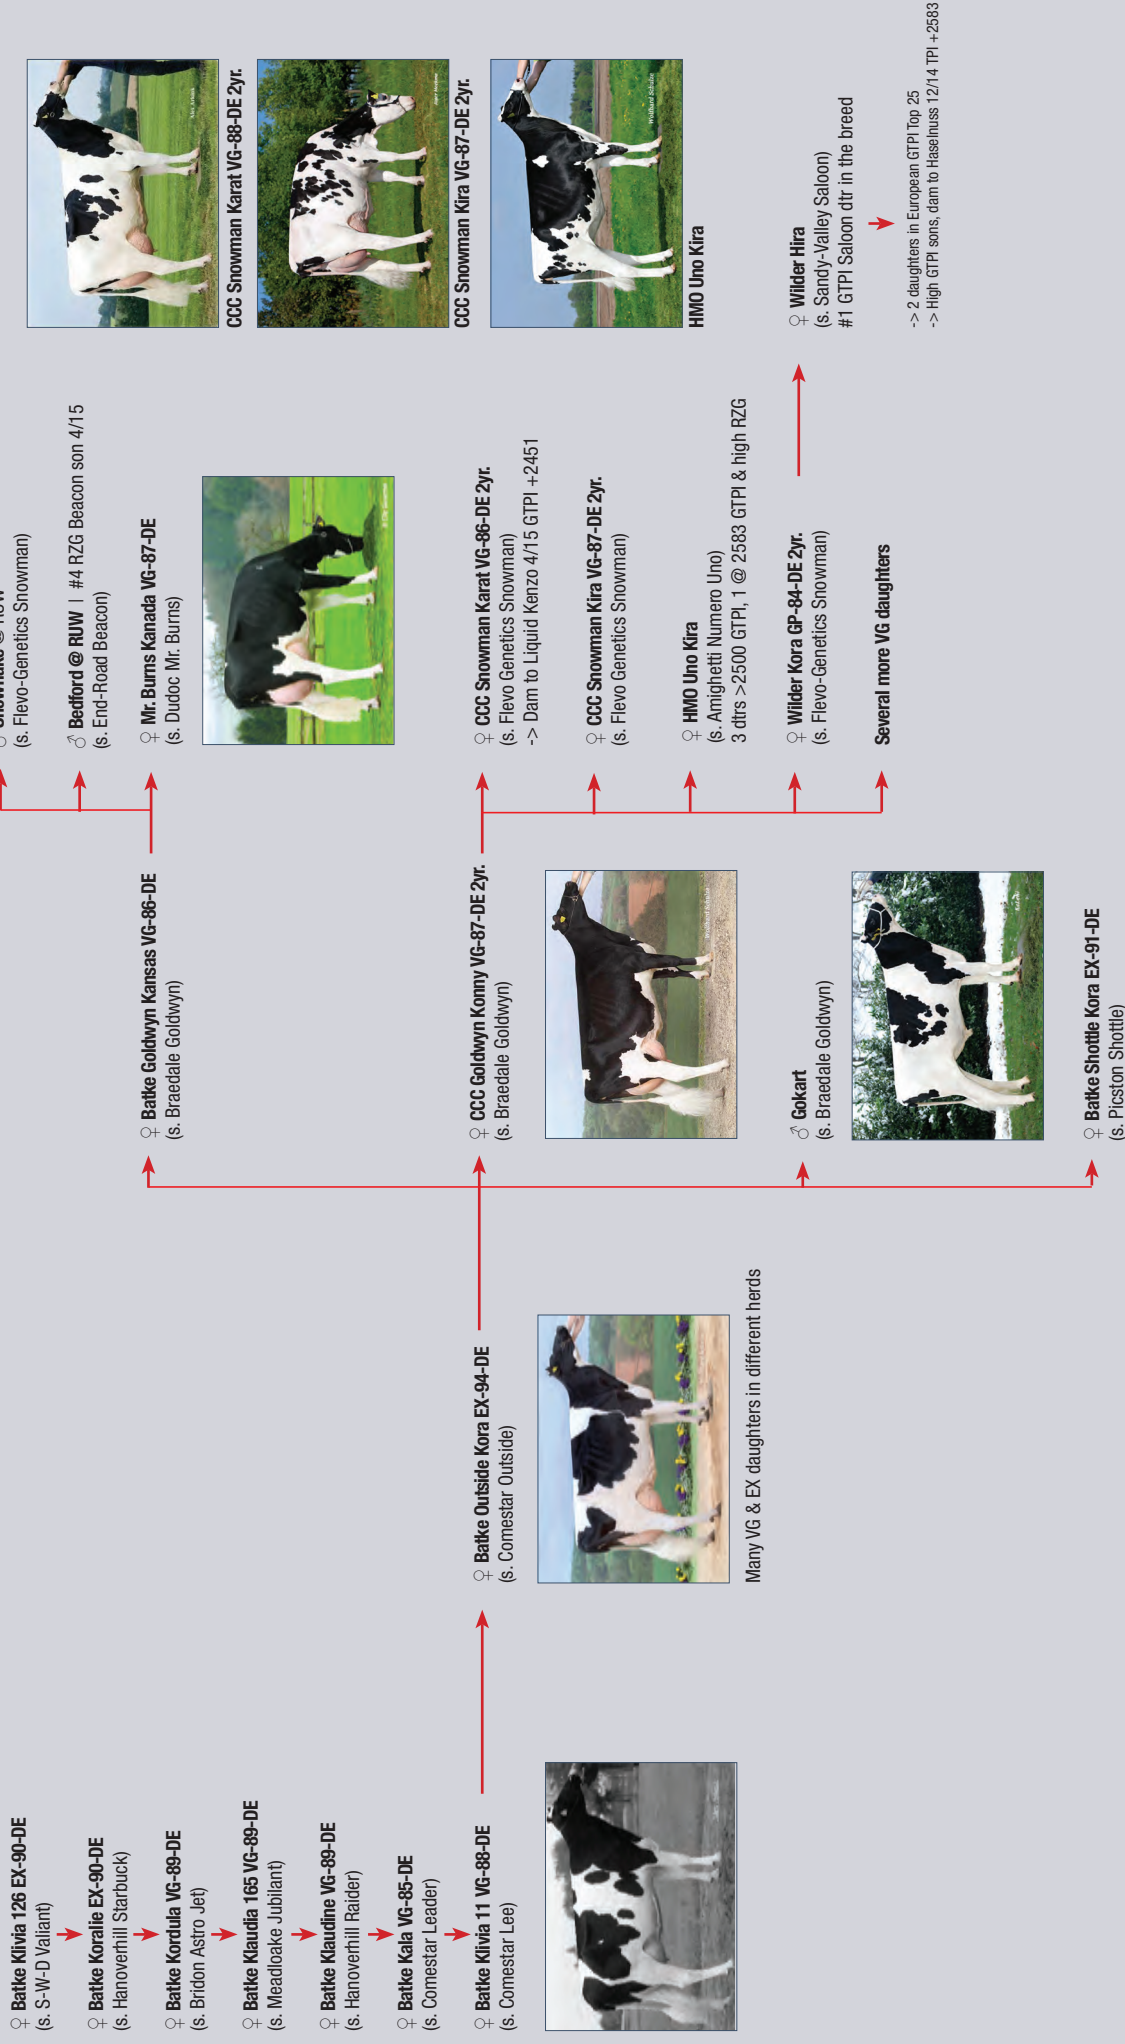 ♀ Batke Klivia 126 EX-90-DE
(s. S-W-D Valiant)
♀ Batke Koralie EX-90-DE
(s. Hanoverhill Starbuck)
♀ Batke Kordula VG-89-DE
(s. Bridon Astro Jet)
♀ Batke Klaudia 165 VG-89-DE
(s. Meadloake Jubilant)
♀ Batke Klaudine VG-89-DE
(s. Hanoverhill Raider)
♀ Batke Kala VG-85-DE
(s. Comestar Leader)
♀ Batke Klivia 11 VG-88-DE
(s. Comestar Lee)
♀ Batke Outside Kora EX-94-DE
(s. Comestar Outside)
Many VG & EX daughters in different herds
♀ Batke Goldwyn Kansas VG-86-DE
(s. Braedale Goldwyn)
♀ CCC Goldwyn Konny VG-87-DE 2yr.
(s. Braedale Goldwyn)
Wolfhard Schulze
♂ Gokart
(s. Braedale Goldwyn)
♀ Batke Shottle Kora EX-91-DE
(s. Picston Shottle)
(s. Flevo-Genetics Snowman)
♂ Bedford @ RUW | #4 RZG Beacon son 4/15
(s. End-Road Beacon)
♀ Mr. Burns Kanada VG-87-DE
(s. Dudoc Mr. Burns)
♀ CCC Snowman Karat VG-86-DE 2yr.
(s. Flevo Genetics Snowman)
-> Dam to Liquid Kenzo 4/15 GTPI +2451
♀ CCC Snowman Kira VG-87-DE 2yr.
(s. Flevo Genetics Snowman)
♀ HMO Uno Kira
(s. Amighetti Numero Uno)
3 dtrs >2500 GTPI, 1 @ 2583 GTPI & high RZG
♀ Wilder Kora GP-84-DE 2yr.
(s. Flevo-Genetics Snowman)
Several more VG daughters
CCC Snowman Karat VG-88-DE 2yr.
CCC Snowman Kira VG-87-DE 2yr.
Wolfhard Schulze
HMO Uno Kira
♀ Wilder Hira
(s. Sandy-Valley Saloon)
#1 GTPI Saloon dtr in the breed
-> 2 daughters in European GTPI Top 25
-> High GTPI sons, dam to Haselnuss 12/14 TPI +2583